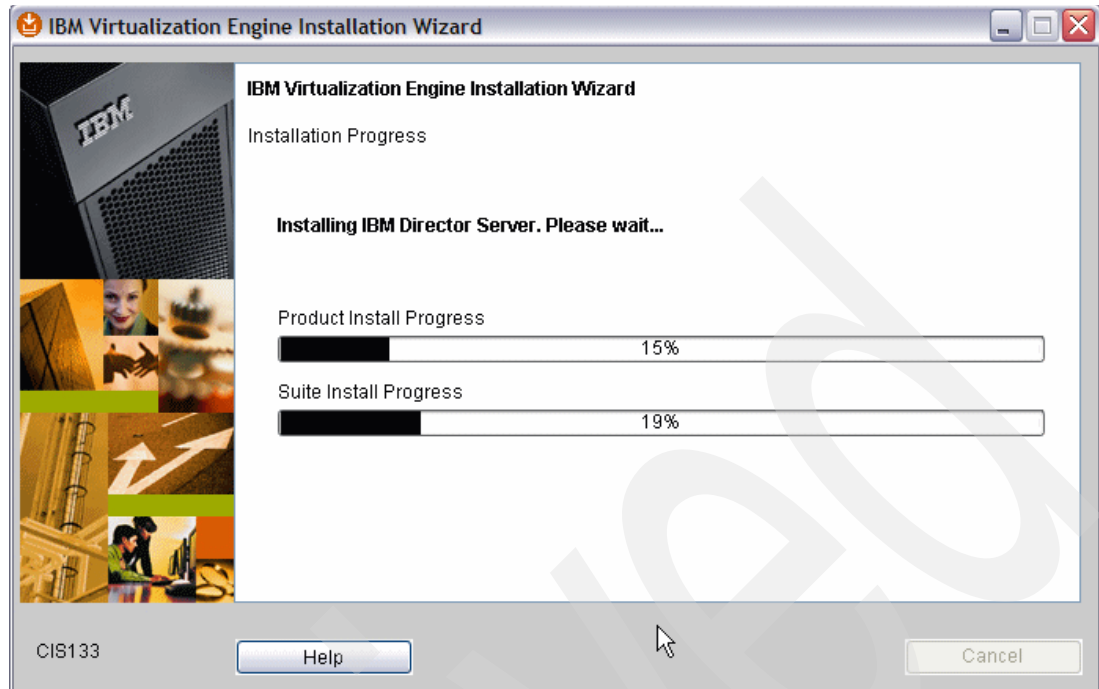 IBM Virtualization Engine Installation Wizard
IBM
IBM Virtualization Engine Installation Wizard
Installation Progress
Installing IBM Director Server. Please wait...
Product Install Progress
15%
Suite Install Progress
19%
CIS133
Help
Cancel